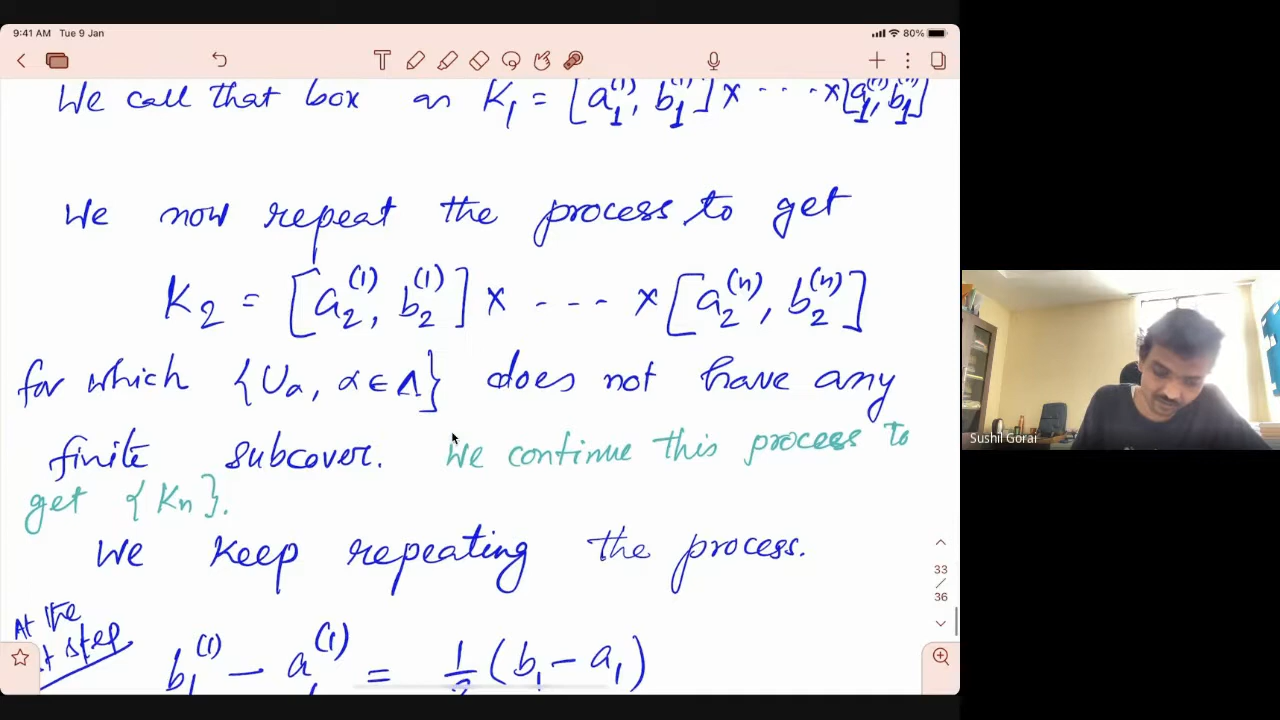 9:41 AM Tue 9 Jan
80%
T
We call that box as K₁ = [a₁⁽¹⁾, b₁⁽¹⁾] × ⋯ × [a₁⁽ⁿ⁾, b₁⁽ⁿ⁾]
We now repeat the process to get
K₂ = [a₂⁽¹⁾, b₂⁽¹⁾] × --- × [a₂⁽ⁿ⁾, b₂⁽ⁿ⁾]
for which {Uα, α ∈ Λ} does not have any
finite subcover. We continue this process to
get {Kn}.
We keep repeating the process.
At the
step
b₁⁽¹⁾ − a₁⁽¹⁾ = 1/2 (b₁ − a₁)
33
/
36
Sushil Gorai